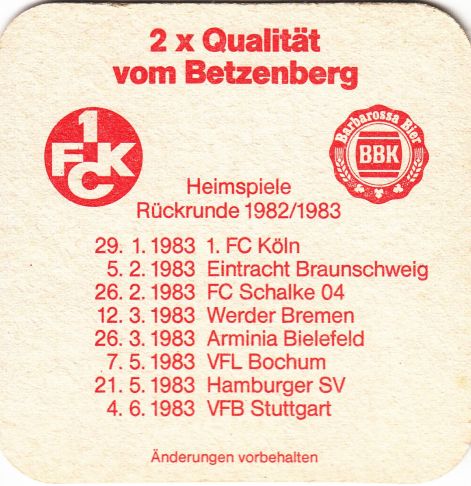 2 x Qualität
vom Betzenberg
1
FCK
Barbarossa Bier
BBK
Heimspiele
Rückrunde 1982/1983
29. 1. 1983 1. FC Köln
5. 2. 1983 Eintracht Braunschweig
26. 2. 1983 FC Schalke 04
12. 3. 1983 Werder Bremen
26. 3. 1983 Arminia Bielefeld
7. 5. 1983 VFL Bochum
21. 5. 1983 Hamburger SV
4. 6. 1983 VFB Stuttgart
Änderungen vorbehalten